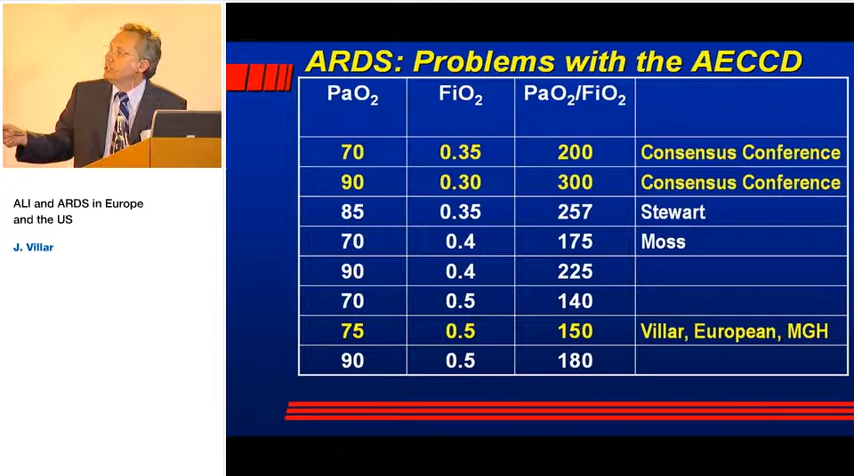 ARDS: Problems with the AECCD
PaO₂ FiO₂ PaO₂/FiO₂
70 0.35 200 Consensus Conference
90 0.30 300 Consensus Conference
85 0.35 257 Stewart
70 0.4 175 Moss
90 0.4 225
70 0.5 140
75 0.5 150 Villar, European, MGH
90 0.5 180
ALI and ARDS in Europe
and the US
J. Villar